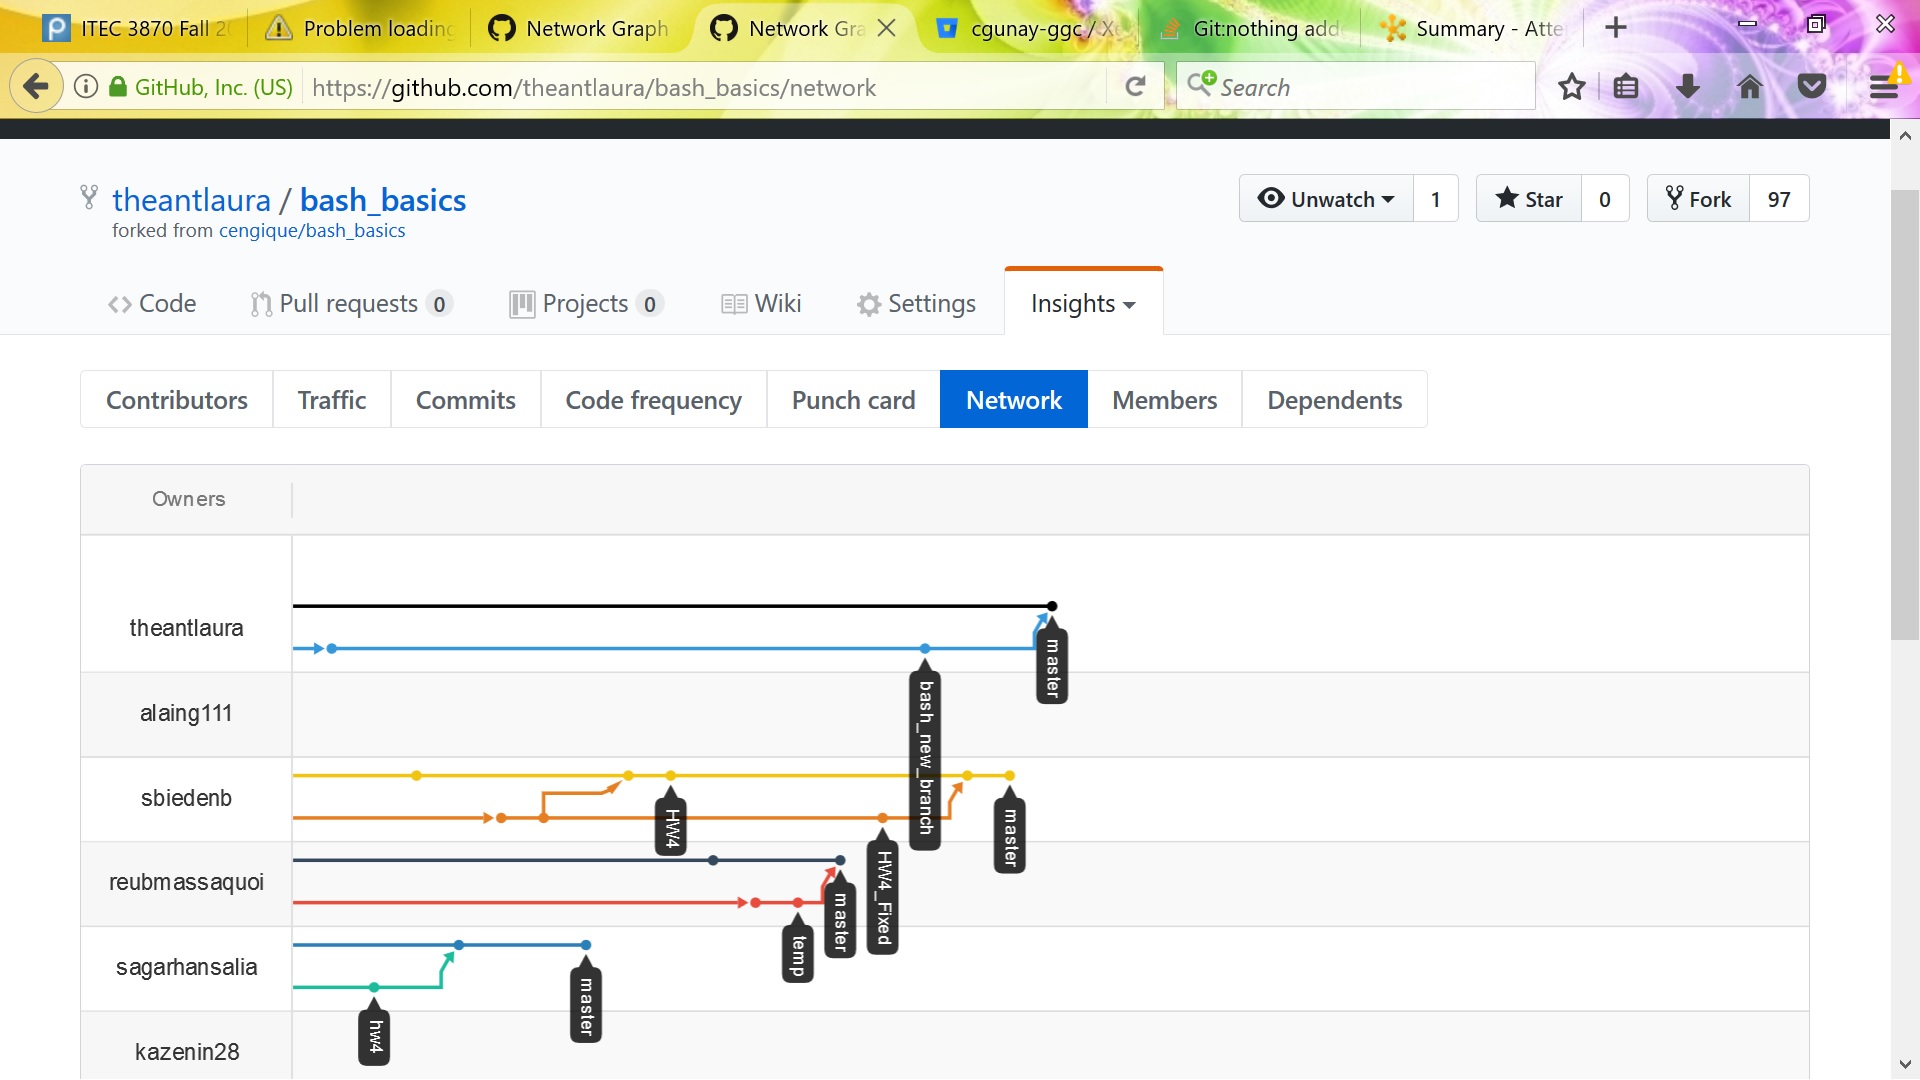 ITEC 3870 Fall 2
Problem loading
Network Graph
Network Gra
cgunay-ggc / Xe
Git:nothing add
Summary - Atte
GitHub, Inc. (US)
https://github.com/theantlaura/bash_basics/network
Search
theantlaura / bash_basics
forked from cengique/bash_basics
Unwatch 1
Star 0
Fork 97
Code
Pull requests 0
Projects 0
Wiki
Settings
Insights
Contributors
Traffic
Commits
Code frequency
Punch card
Network
Members
Dependents
Owners
theantlaura
master
bash_new_branch
alaing111
sbiedenb
HW4
master
HW4_Fixed
reubmassaquoi
master
temp
sagarhansalia
master
hw4
kazenin28